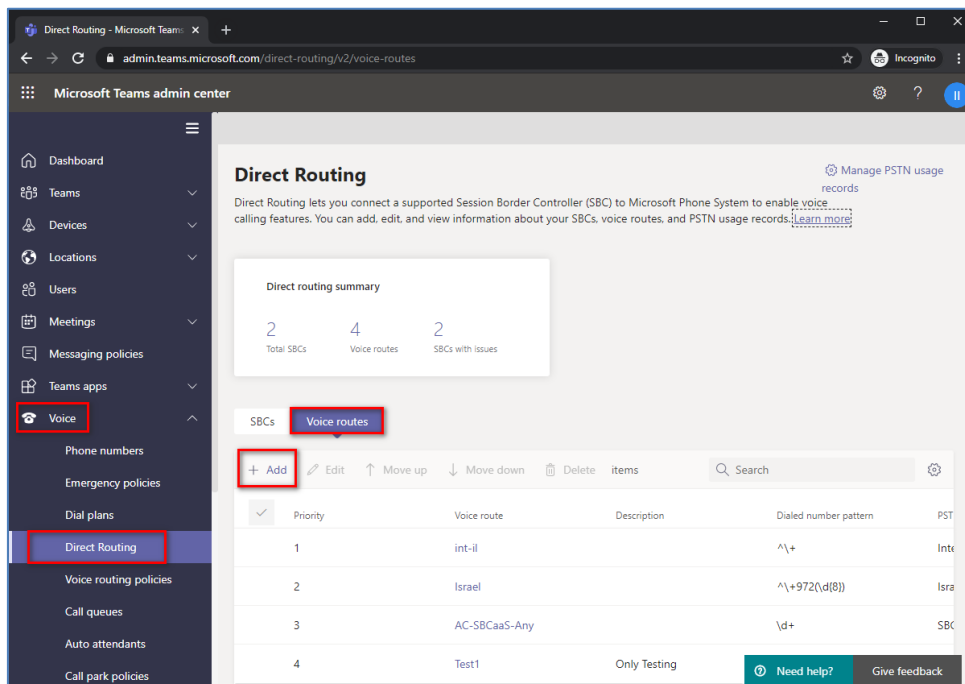 Direct Routing - Microsoft Teams
admin.teams.microsoft.com/direct-routing/v2/voice-routes
Incognito
Microsoft Teams admin center
?
II
Dashboard
Teams
Devices
Locations
Users
Meetings
Messaging policies
Teams apps
Voice
Phone numbers
Emergency policies
Dial plans
Direct Routing
Voice routing policies
Call queues
Auto attendants
Call park policies
Direct Routing
Manage PSTN usage
records
Direct Routing lets you connect a supported Session Border Controller (SBC) to Microsoft Phone System to enable voice
calling features. You can add, edit, and view information about your SBCs, voice routes, and PSTN usage records. Learn more
Direct routing summary
2 4 2
Total SBCs Voice routes SBCs with issues
SBCs Voice routes
+ Add Edit Move up Move down Delete items Search
Priority Voice route Description Dialed number pattern PST
1 int-il ^\+ Inte
2 Israel ^\+972(\d{8}) Isra
3 AC-SBCaaS-Any \d+ SBC
4 Test1 Only Testing
Need help? Give feedback